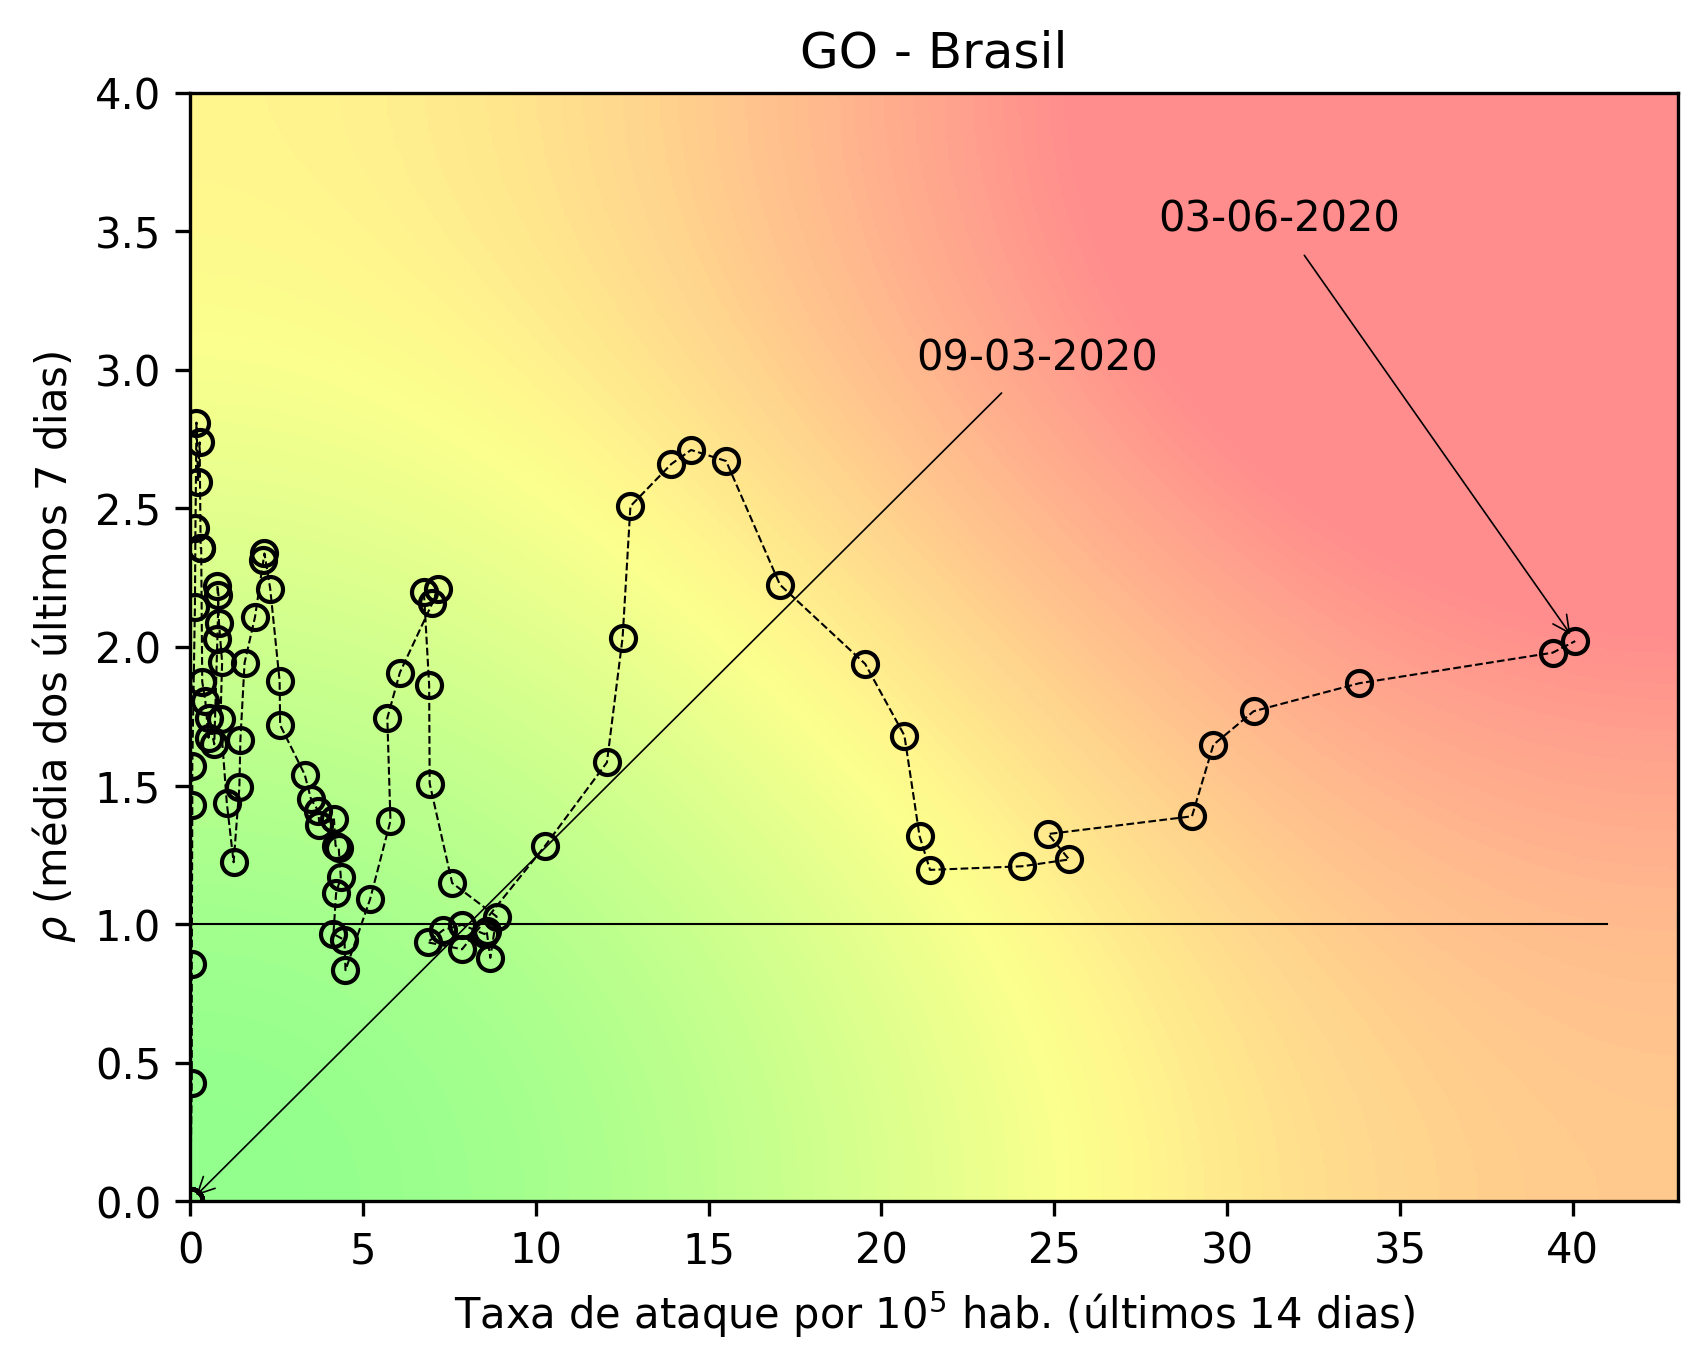 GO - Brasil
4.0
3.5
3.0
2.5
2.0
1.5
1.0
0.5
0.0
ρ (média dos últimos 7 dias)
03-06-2020
09-03-2020
0 5 10 15 20 25 30 35 40
Taxa de ataque por 10⁵ hab. (últimos 14 dias)